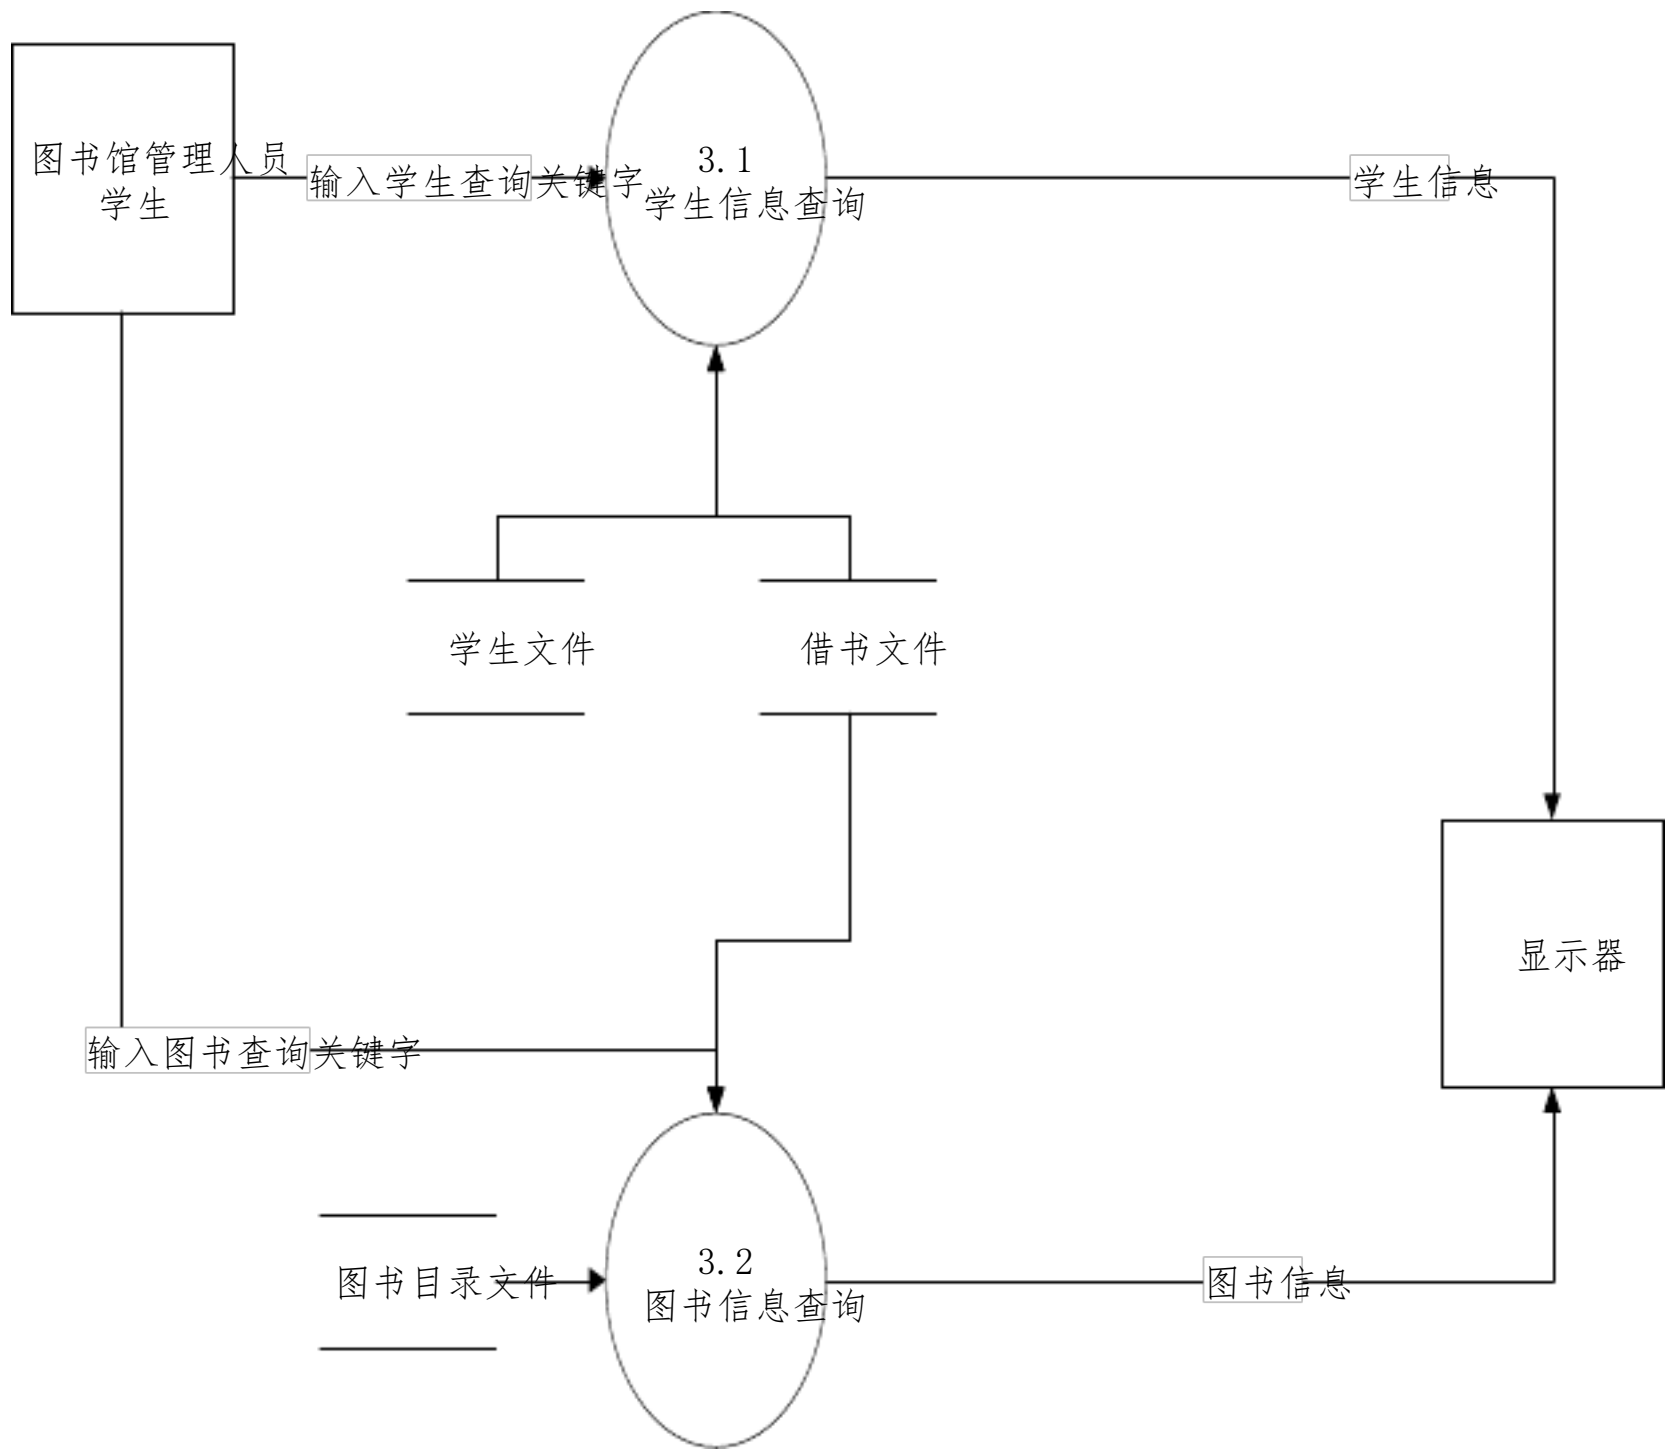 图书馆管理人员
学生
输入学生查询关键字
3.1
学生信息查询
学生信息
学生文件
借书文件
显示器
输入图书查询关键字
图书目录文件
3.2
图书信息查询
图书信息